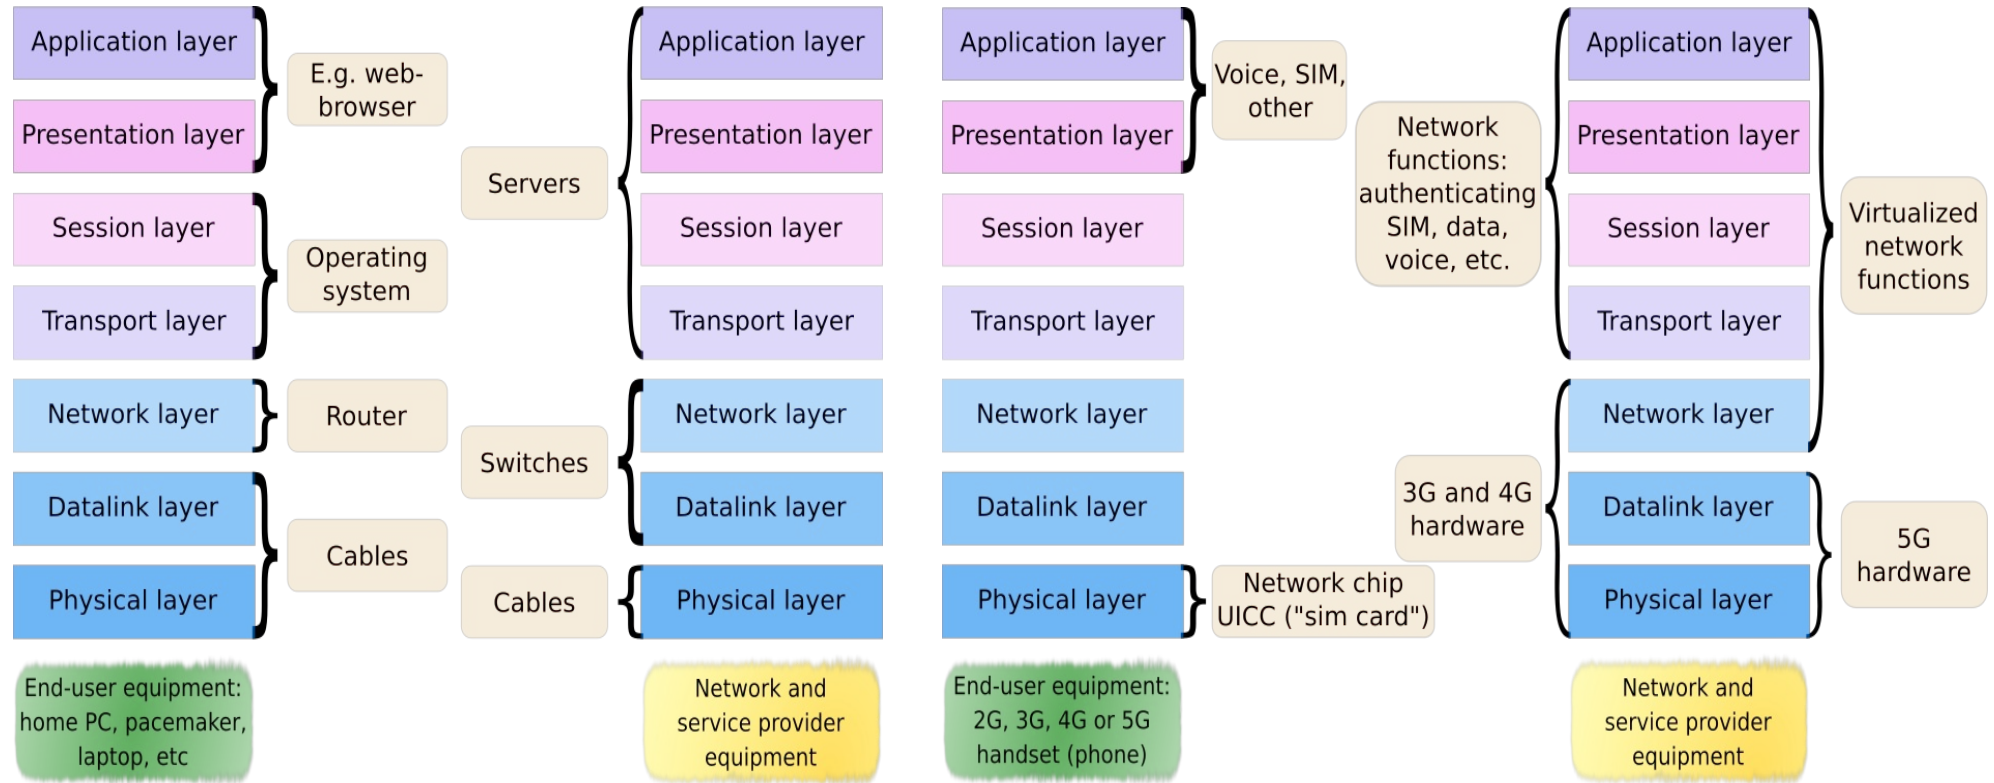 Application layer
Presentation layer
Session layer
Transport layer
Network layer
Datalink layer
Physical layer
E.g. web-
browser
Operating
system
Router
Cables
End-user equipment:
home PC, pacemaker,
laptop, etc
Servers
Switches
Cables
Application layer
Presentation layer
Session layer
Transport layer
Network layer
Datalink layer
Physical layer
Network and
service provider
equipment
Application layer
Presentation layer
Session layer
Transport layer
Network layer
Datalink layer
Physical layer
Voice, SIM,
other
Network chip
UICC ("sim card")
End-user equipment:
2G, 3G, 4G or 5G
handset (phone)
Network
functions:
authenticating
SIM, data,
voice, etc.
3G and 4G
hardware
Application layer
Presentation layer
Session layer
Transport layer
Network layer
Datalink layer
Physical layer
Virtualized
network
functions
5G
hardware
Network and
service provider
equipment